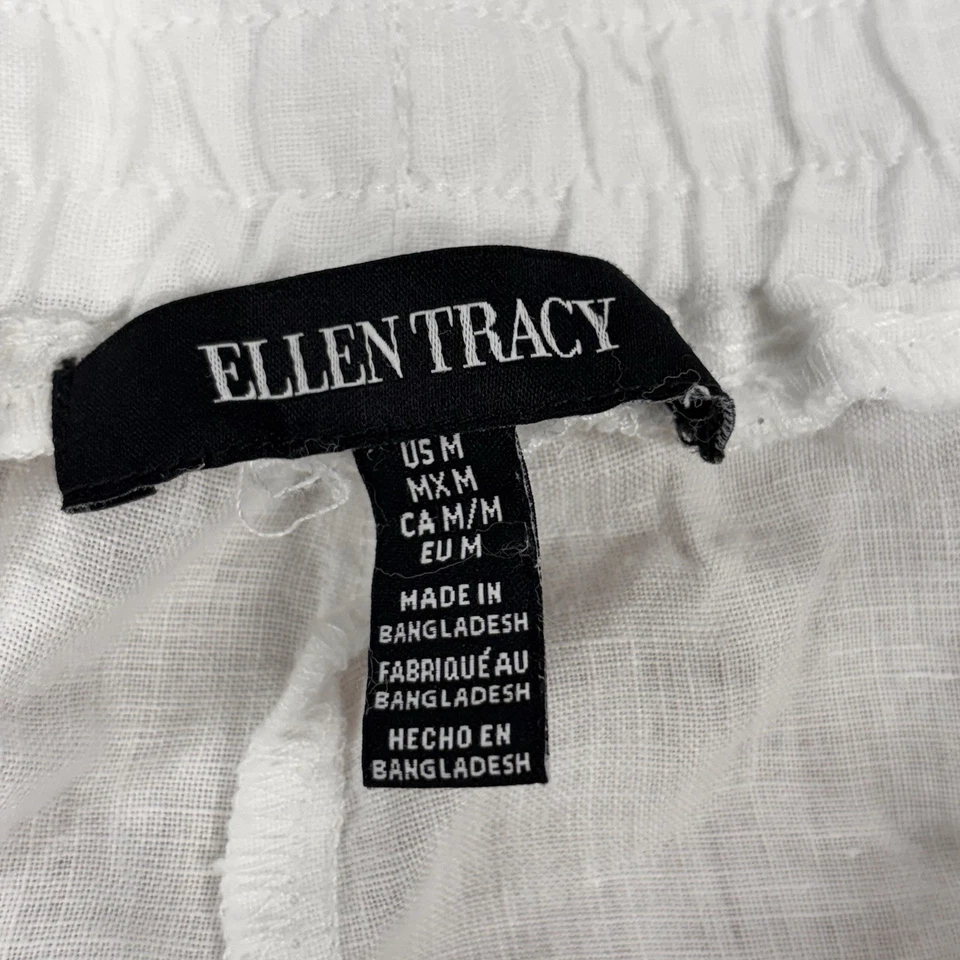 ELLEN TRACY
US M
MX M
CA M/M
EU M
MADE IN
BANGLADESH
FABRIQUÉ AU
BANGLADESH
HECHO EN
BANGLADESH